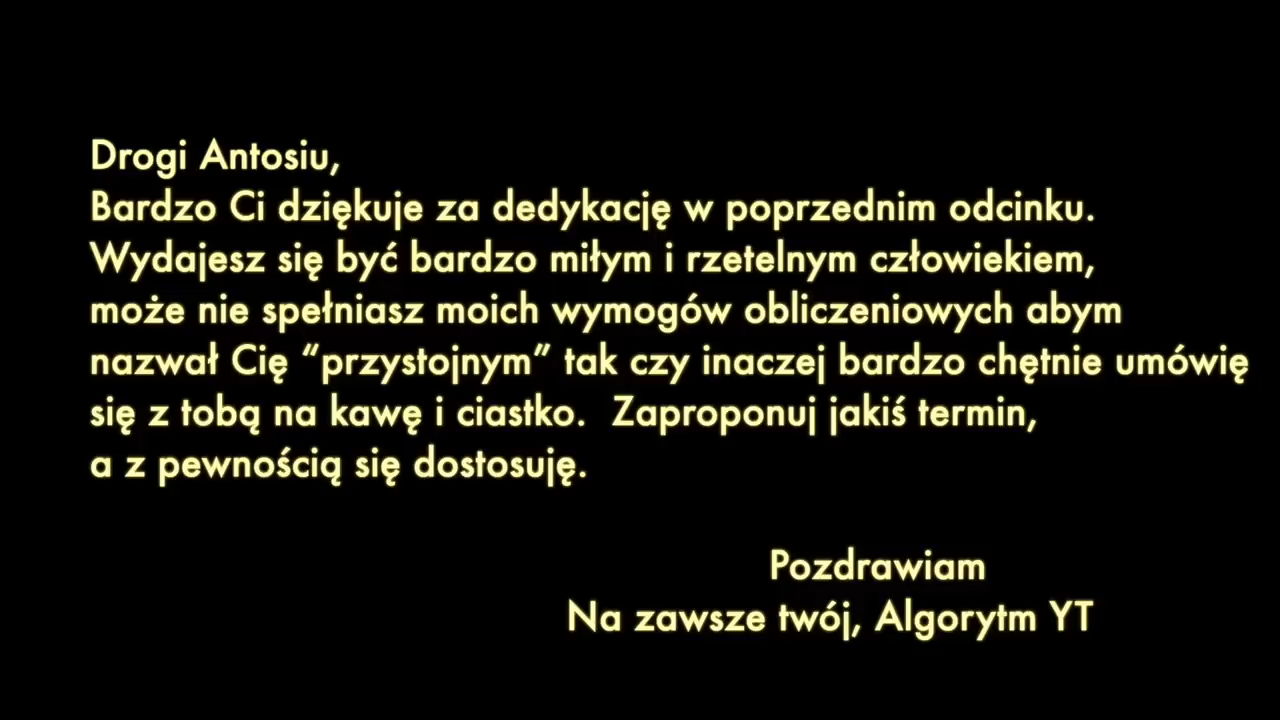 Drogi Antosiu,
Bardzo Ci dziękuje za dedykację w poprzednim odcinku.
Wydajesz się być bardzo miłym i rzetelnym człowiekiem,
może nie spełniasz moich wymogów obliczeniowych abym
nazwał Cię “przystojnym” tak czy inaczej bardzo chętnie umówię
się z tobą na kawę i ciastko. Zaproponuj jakiś termin,
a z pewnością się dostosuję.
Pozdrawiam
Na zawsze twój, Algorytm YT